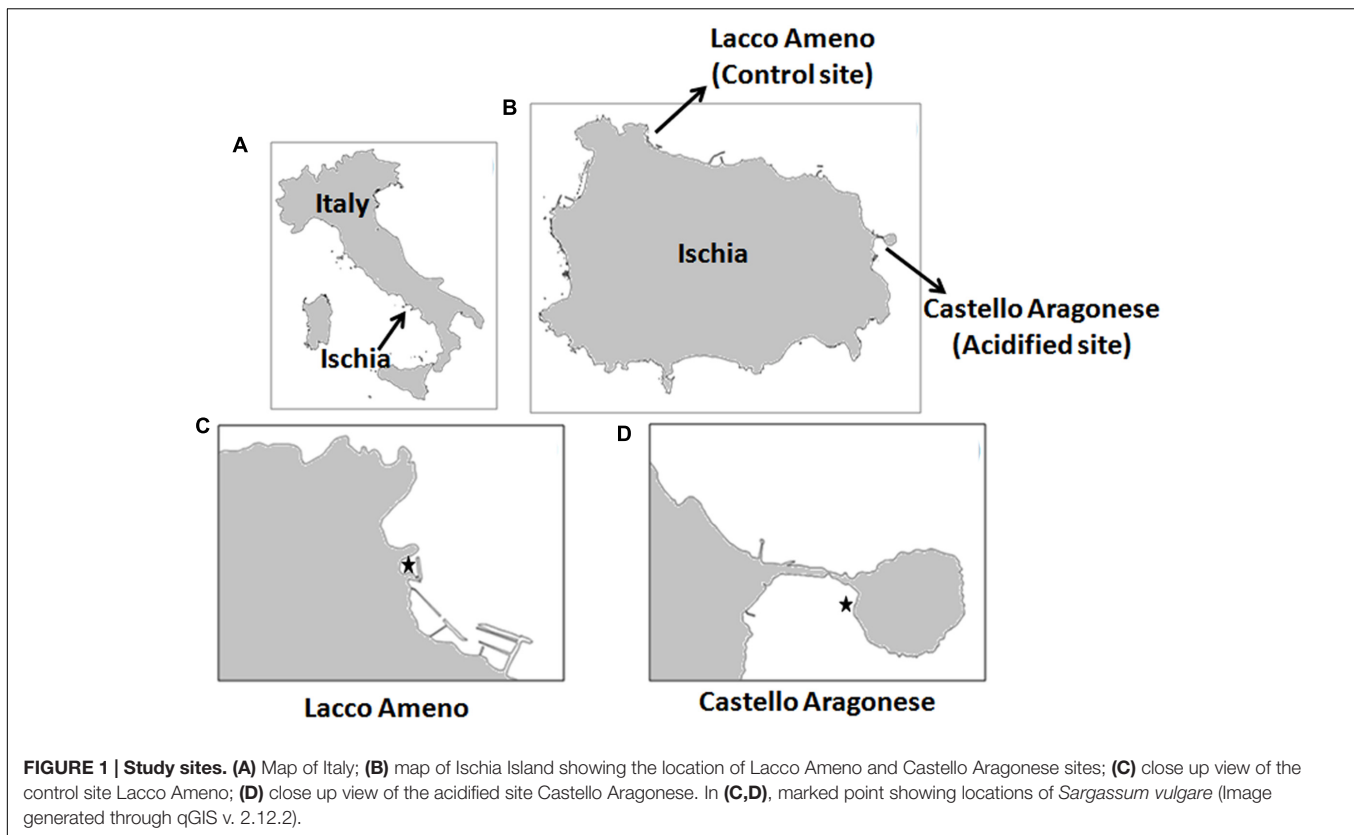 Lacco Ameno
(Control site)
B
A
Italy
Ischia
Ischia
Castello Aragonese
(Acidified site)
C
D
Lacco Ameno
Castello Aragonese
FIGURE 1 | Study sites. (A) Map of Italy; (B) map of Ischia Island showing the location of Lacco Ameno and Castello Aragonese sites; (C) close up view of the
control site Lacco Ameno; (D) close up view of the acidified site Castello Aragonese. In (C,D), marked point showing locations of Sargassum vulgare (Image
generated through qGIS v. 2.12.2).